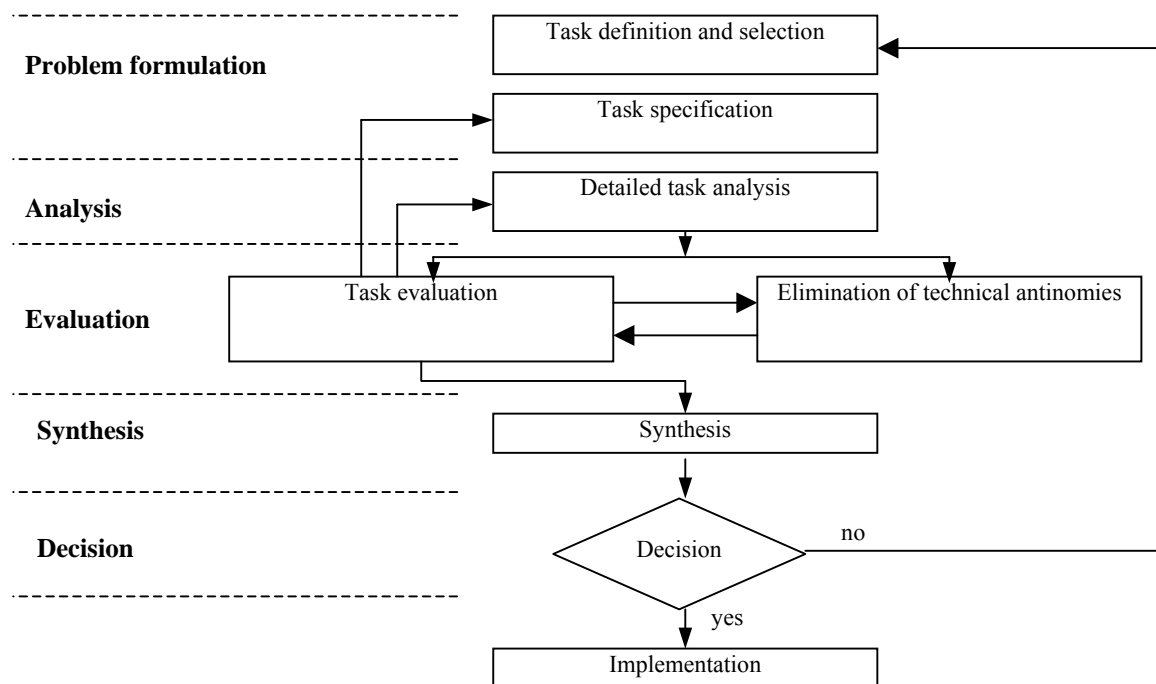 Task definition and selection
Problem formulation
Task specification
Detailed task analysis
Analysis
Task evaluation
Elimination of technical antinomies
Evaluation
Synthesis
Synthesis
Decision
Decision
no
yes
Implementation